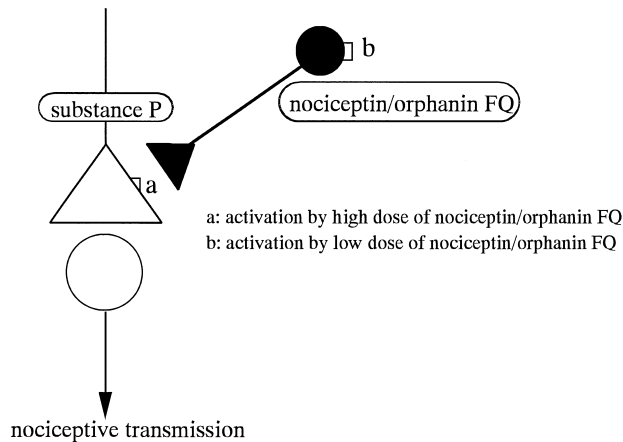 b
substance P
nociceptin/orphanin FQ
a
a: activation by high dose of nociceptin/orphanin FQ
b: activation by low dose of nociceptin/orphanin FQ
nociceptive transmission